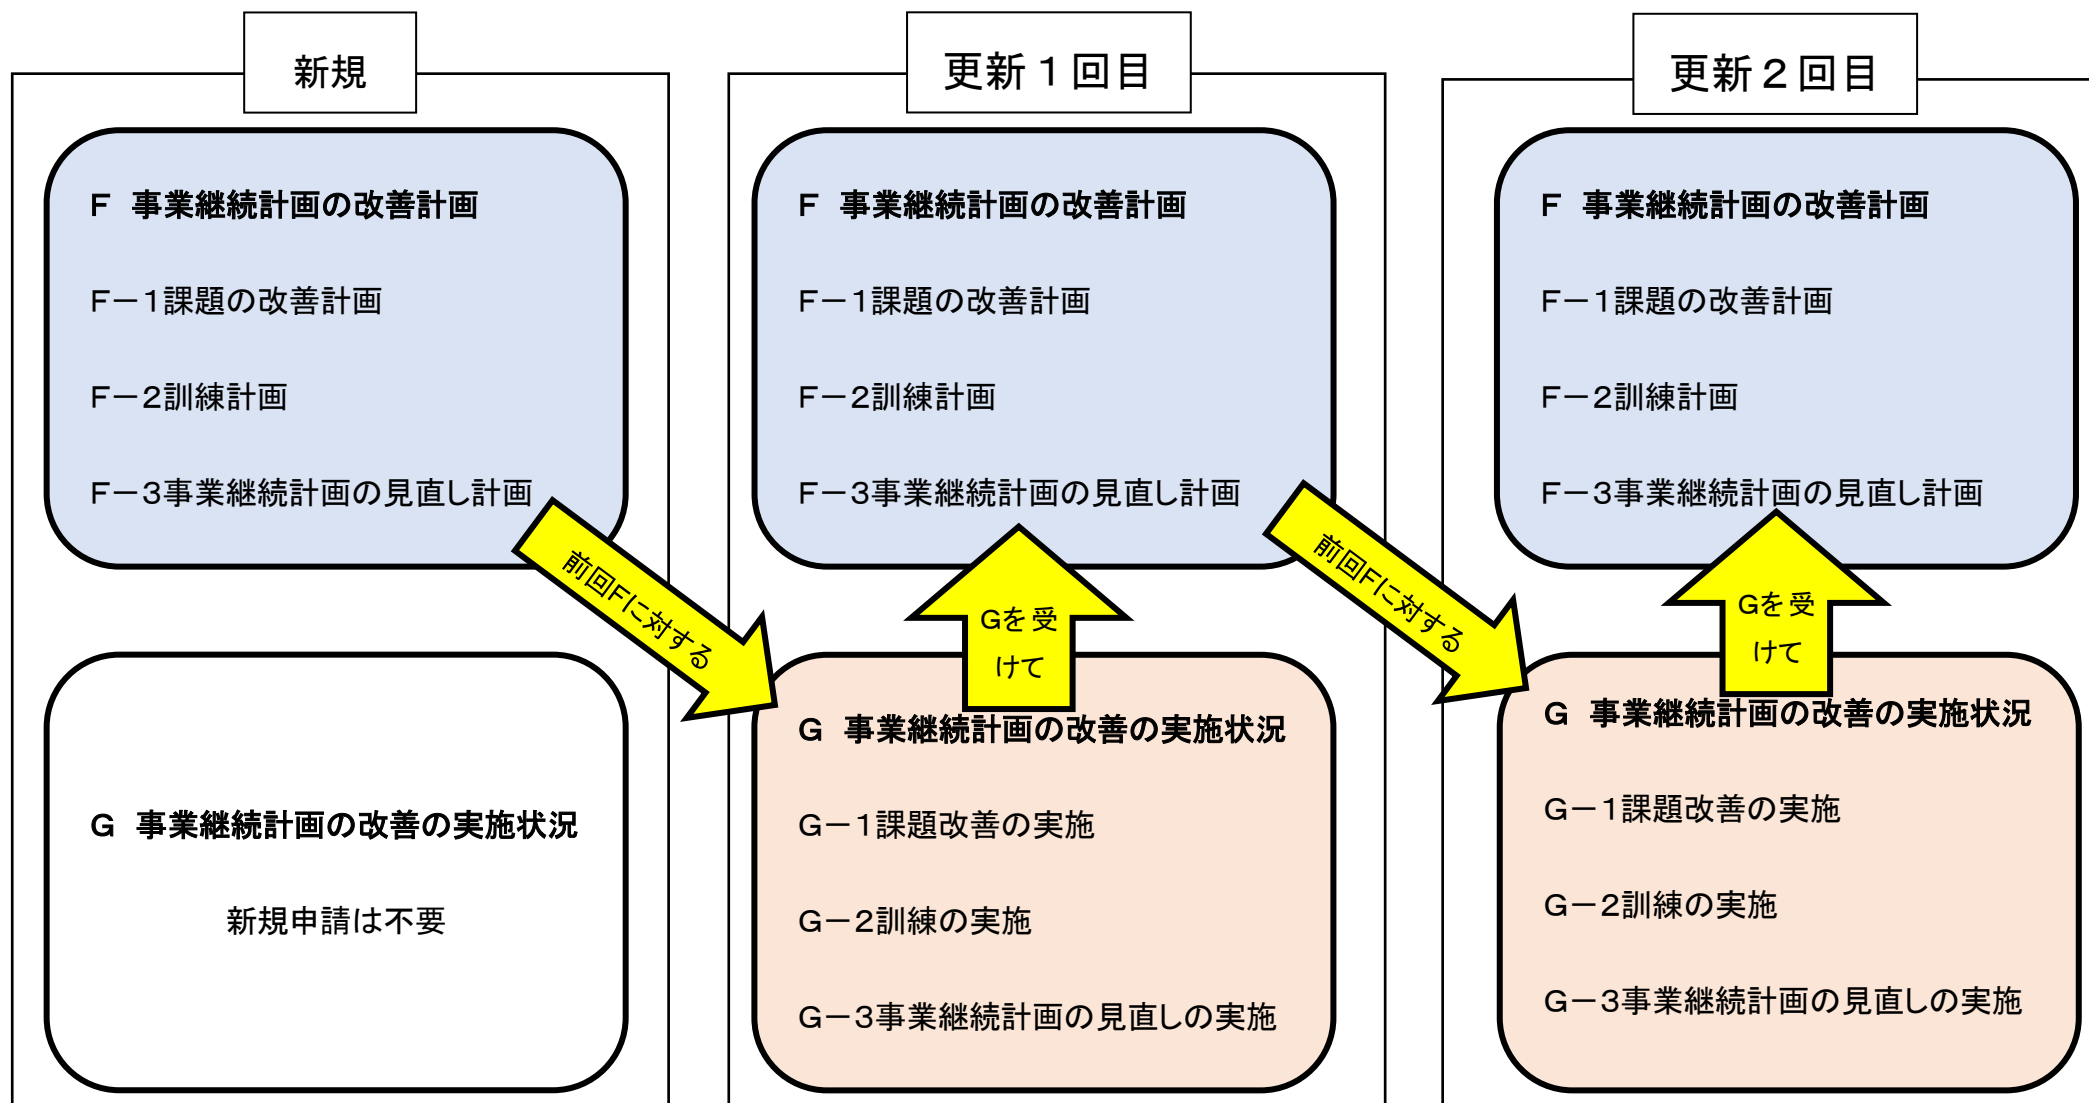 新規
F 事業継続計画の改善計画
F－1課題の改善計画
F－2訓練計画
F－3事業継続計画の見直し計画
前回Fに対する
G 事業継続計画の改善の実施状況
新規申請は不要
更新１回目
F 事業継続計画の改善計画
F－1課題の改善計画
F－2訓練計画
F－3事業継続計画の見直し計画
Gを受
けて
前回Fに対する
G 事業継続計画の改善の実施状況
G－1課題改善の実施
G－2訓練の実施
G－3事業継続計画の見直しの実施
更新２回目
F 事業継続計画の改善計画
F－1課題の改善計画
F－2訓練計画
F－3事業継続計画の見直し計画
Gを受
けて
G 事業継続計画の改善の実施状況
G－1課題改善の実施
G－2訓練の実施
G－3事業継続計画の見直しの実施